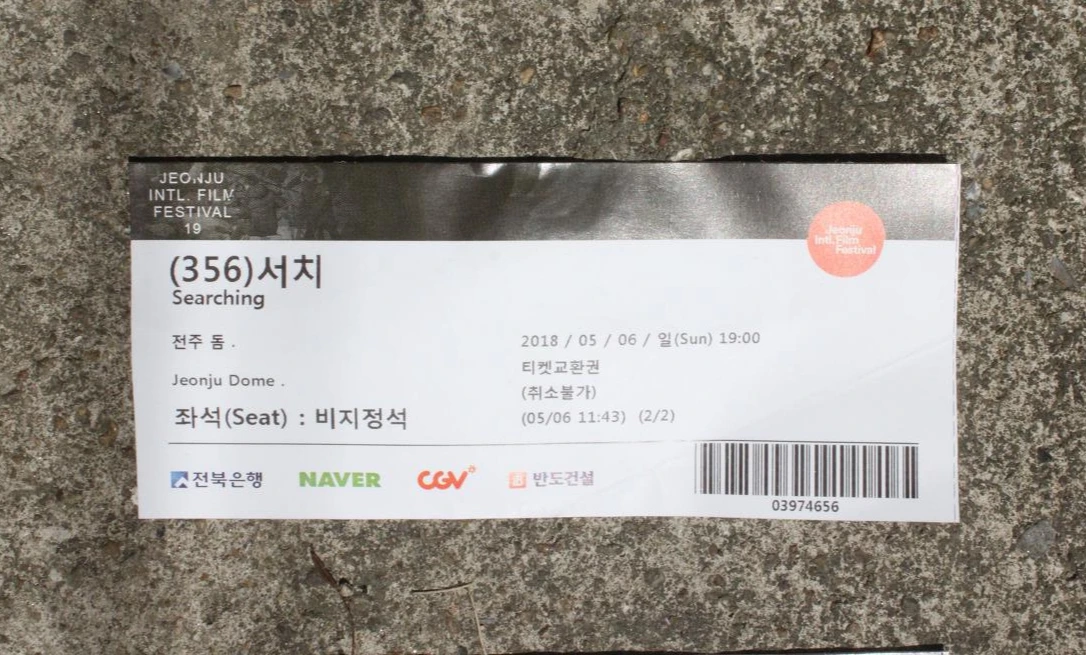 JEONJU
INTL. FILM
FESTIVAL
19
Jeonju
Intl. Film
Festival
(356)서치
Searching
전주 돔 .
Jeonju Dome .
좌석(Seat) : 비지정석
2018 / 05 / 06 / 일(Sun) 19:00
티켓교환권
(취소불가)
(05/06 11:43) (2/2)
전북은행 NAVER CGV 반도건설
03974656